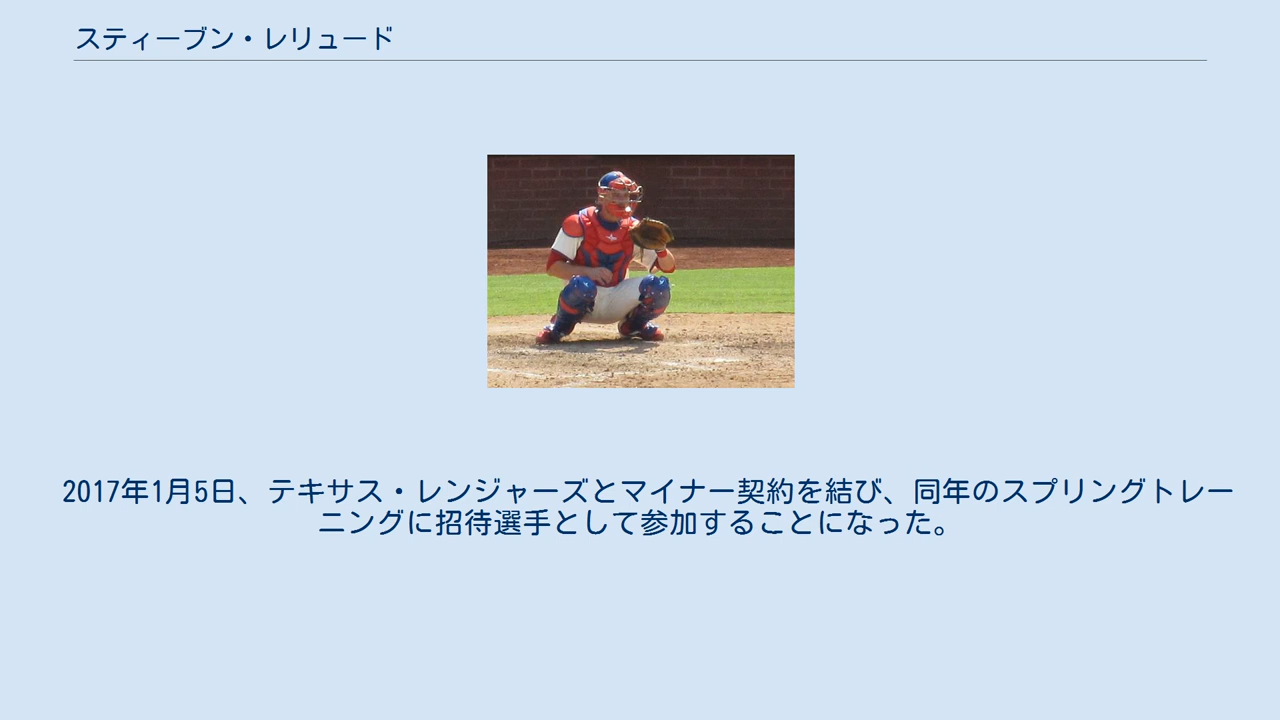 スティーブン・レリュード
2017年1月5日、テキサス・レンジャーズとマイナー契約を結び、同年のスプリングトレー
ニングに招待選手として参加することになった。